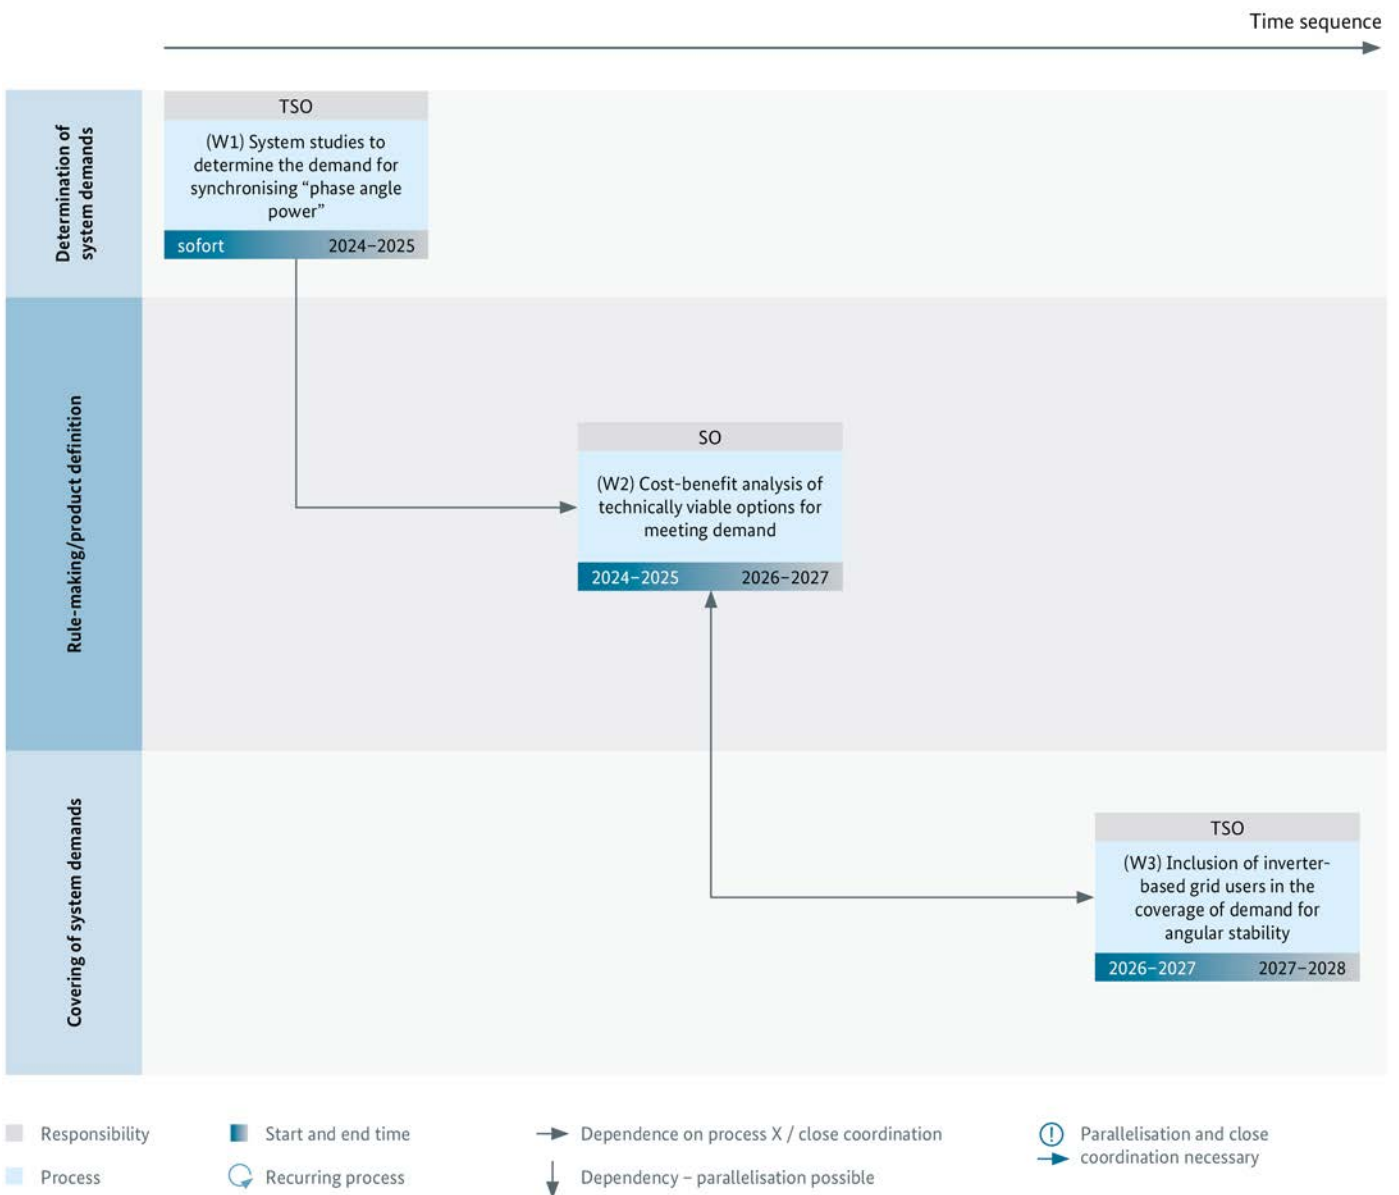 Time sequence
Determination of
system demands
TSO
(W1) System studies to
determine the demand for
synchronising “phase angle
power”
sofort 2024–2025
Rule-making/product definition
SO
(W2) Cost-benefit analysis of
technically viable options for
meeting demand
2024–2025 2026–2027
Covering of system demands
TSO
(W3) Inclusion of inverter-
based grid users in the
coverage of demand for
angular stability
2026–2027 2027–2028
Responsibility
Process
Start and end time
Recurring process
Dependence on process X / close coordination
Dependency – parallelisation possible
Parallelisation and close
coordination necessary